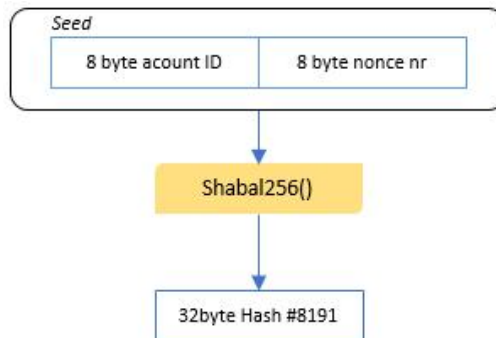 Seed
8 byte acount ID 8 byte nonce nr
Shabal256()
32byte Hash #8191